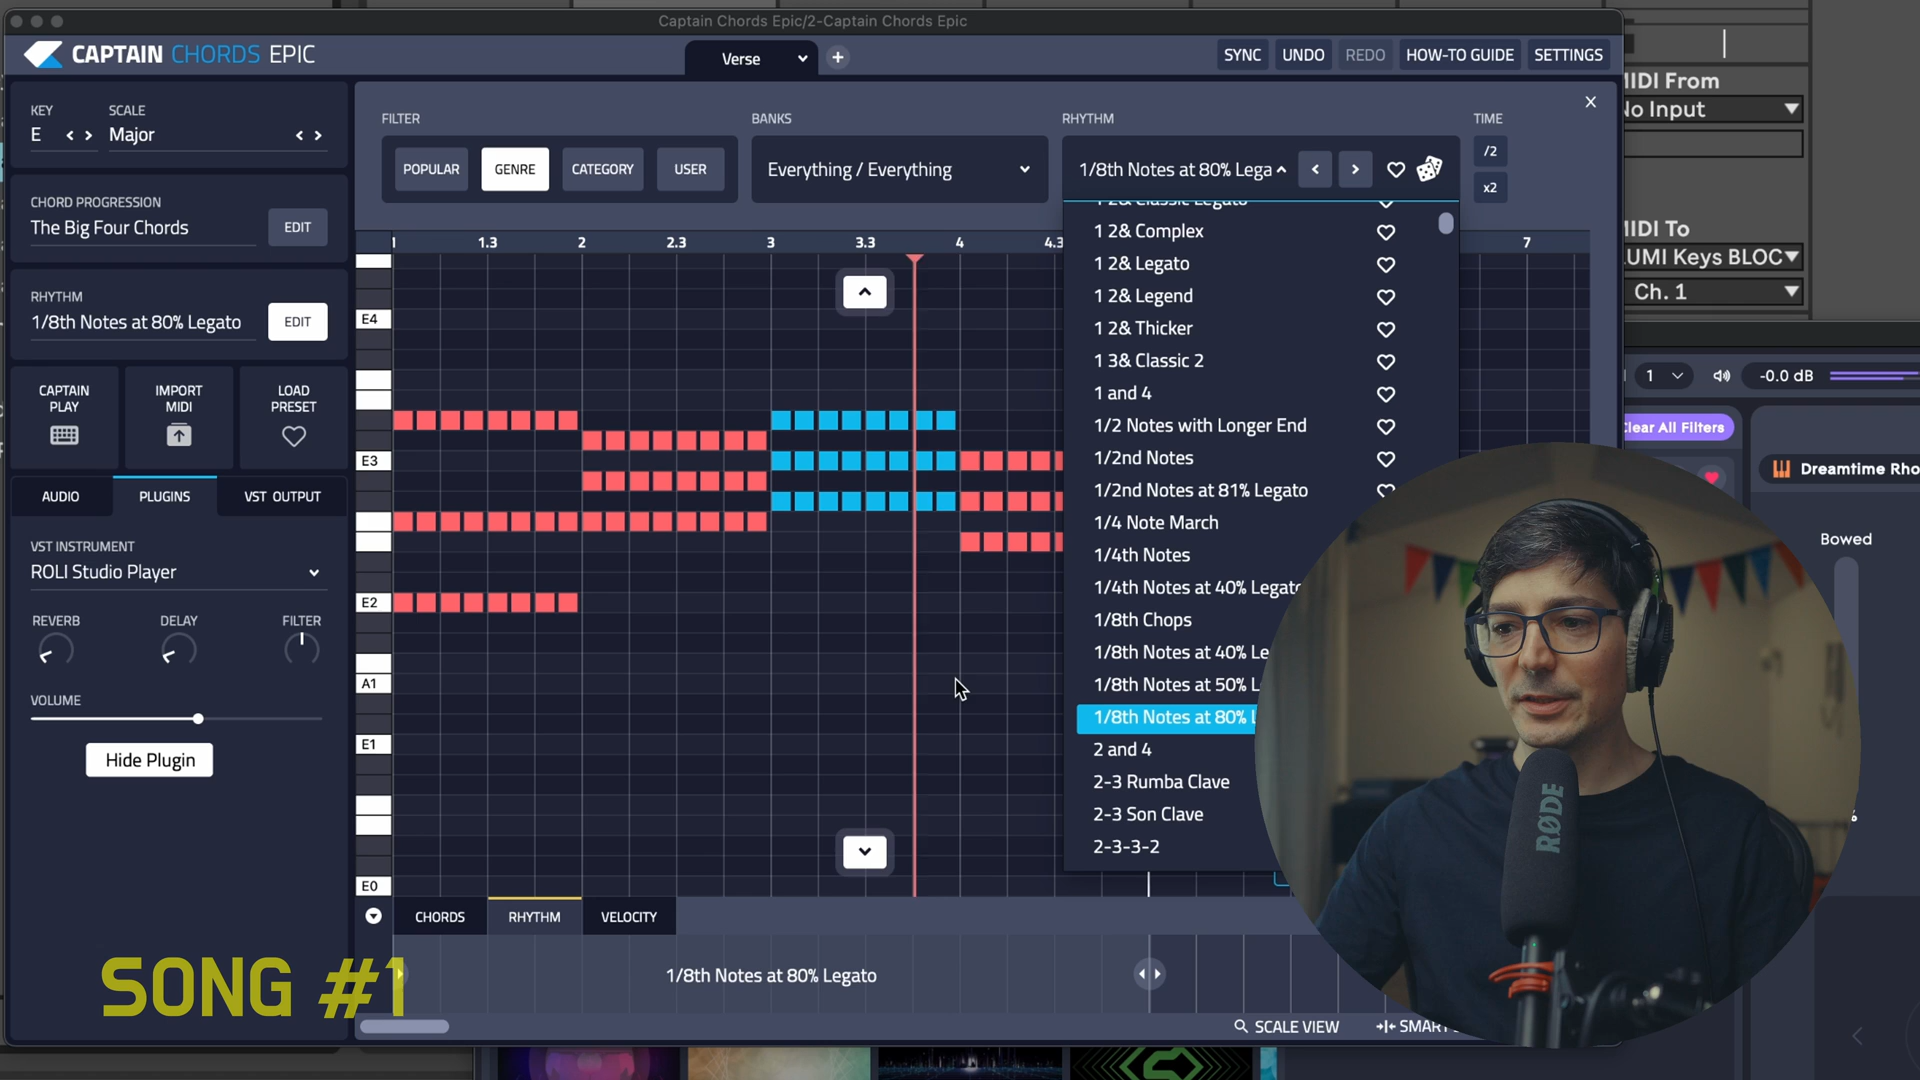 Captain Chords Epic/2-Captain Chords Epic
CAPTAIN CHORDS EPIC
Verse
+
SYNC UNDO REDO HOW-TO GUIDE SETTINGS
KEY SCALE
E < > Major < >
CHORD PROGRESSION
The Big Four Chords EDIT
RHYTHM
1/8th Notes at 80% Legato EDIT
CAPTAIN PLAY
IMPORT MIDI
LOAD PRESET
AUDIO PLUGINS VST OUTPUT
VST INSTRUMENT
ROLI Studio Player
REVERB DELAY FILTER
VOLUME
Hide Plugin
FILTER BANKS RHYTHM TIME
X
POPULAR GENRE CATEGORY USER
Everything / Everything
1/8th Notes at 80% Lega
/2
x2
1 1.3 2 2.3 3 3.3 4 4.3 7
E4
E3
E2
A1
E1
E0
1 2& Classic Legato
1 2& Complex
1 2& Legato
1 2& Legend
1 2& Thicker
1 3& Classic 2
1 and 4
1/2 Notes with Longer End
1/2nd Notes
1/2nd Notes at 81% Legato
1/4 Note March
1/4th Notes
1/4th Notes at 40% Legato
1/8th Chops
1/8th Notes at 40% Le
1/8th Notes at 50% L
1/8th Notes at 80% L
2 and 4
2-3 Rumba Clave
2-3 Son Clave
2-3-3-2
CHORDS RHYTHM VELOCITY
1/8th Notes at 80% Legato
SCALE VIEW SMART
MIDI From
No Input
MIDI To
LUMI Keys BLOC
Ch. 1
1 -0.0 dB
Clear All Filters
Dreamtime Rho
Bowed
%
RØDE
SONG #1